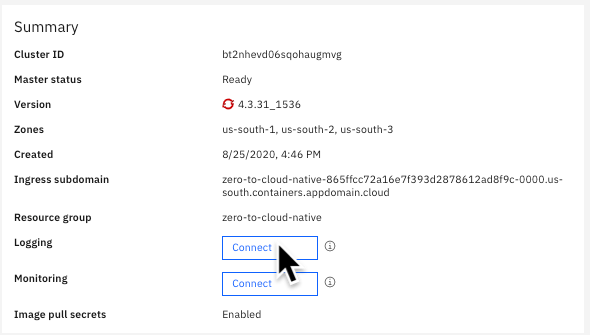 Summary
Cluster ID bt2nhevd06sqohaugmvg
Master status Ready
Version 4.3.31_1536
Zones us-south-1, us-south-2, us-south-3
Created 8/25/2020, 4:46 PM
Ingress subdomain zero-to-cloud-native-865ffcc72a16e7f393d2878612ad8f9c-0000.us-
south.containers.appdomain.cloud
Resource group zero-to-cloud-native
Logging Connect
Monitoring Connect
Image pull secrets Enabled